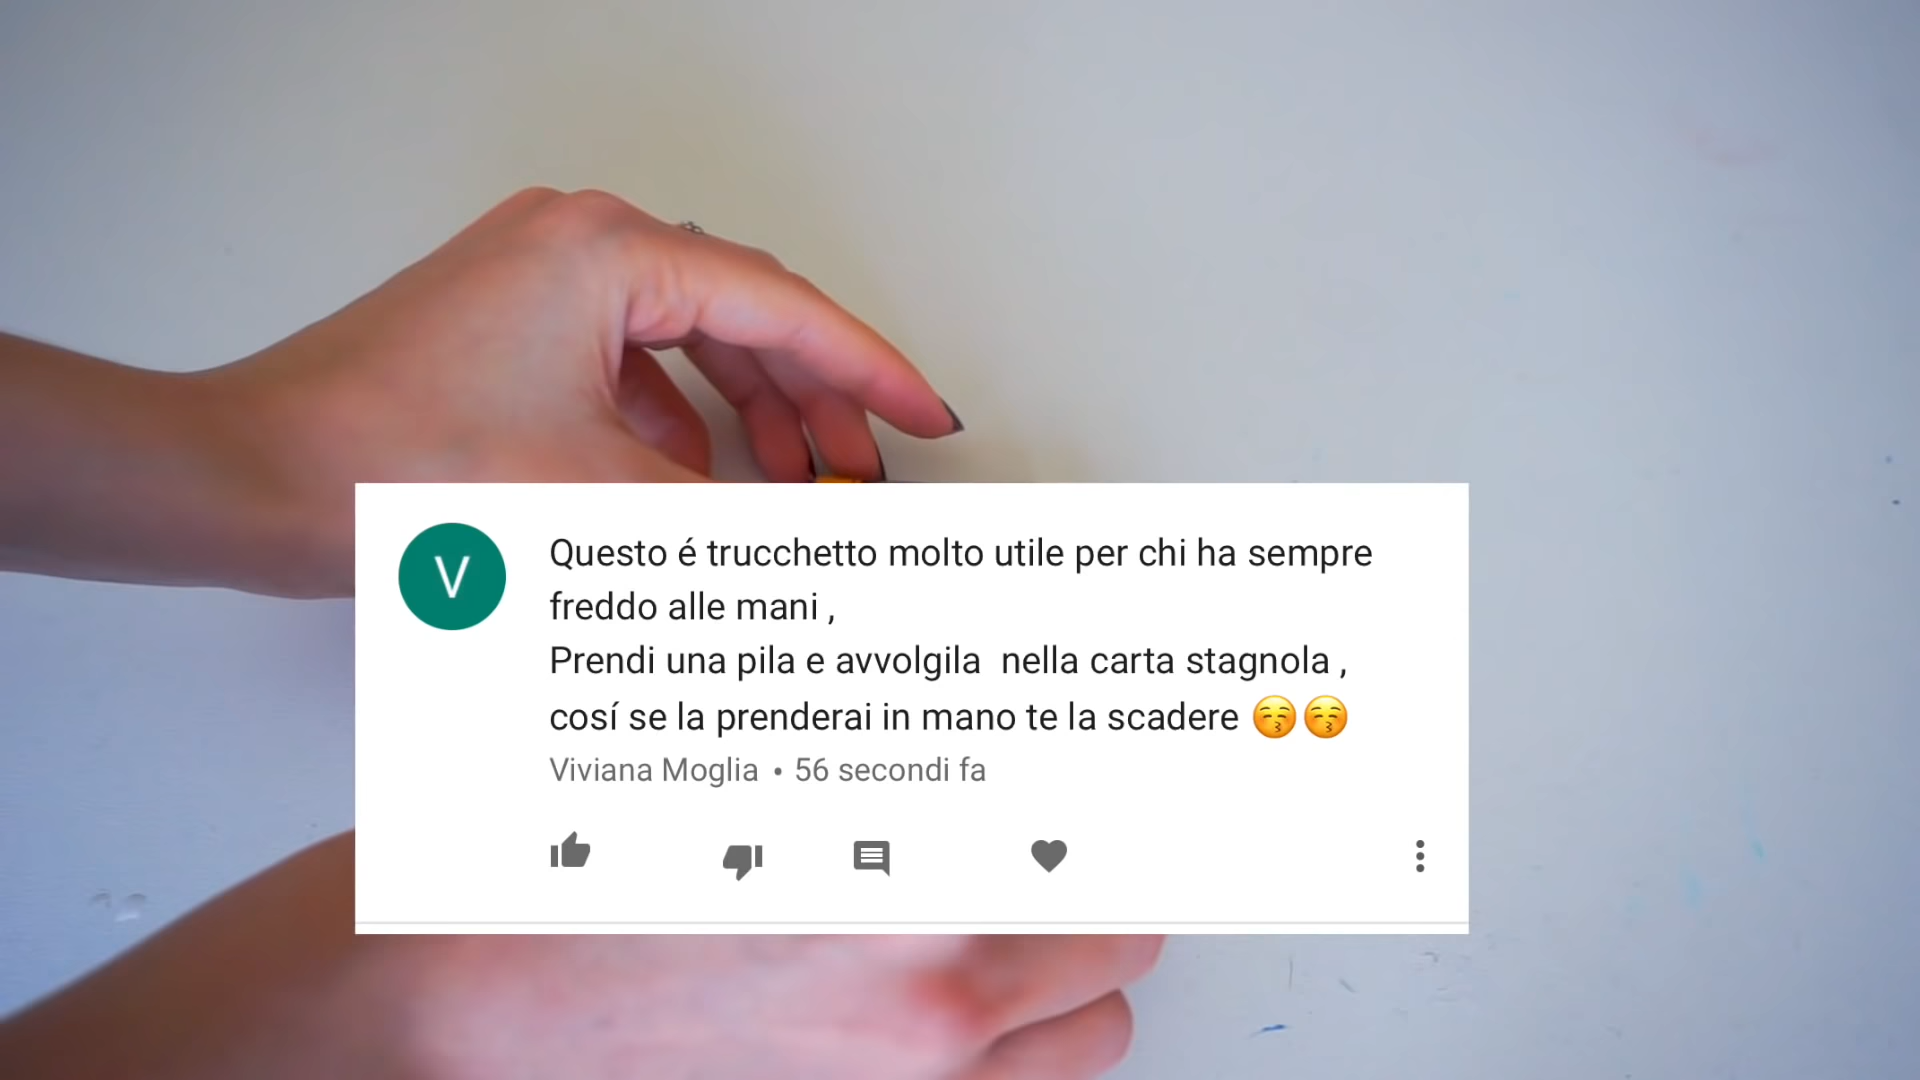 V
Questo é trucchetto molto utile per chi ha sempre
freddo alle mani ,
Prendi una pila e avvolgila  nella carta stagnola ,
cosí se la prenderai in mano te la scadere 😚😚
Viviana Moglia • 56 secondi fa